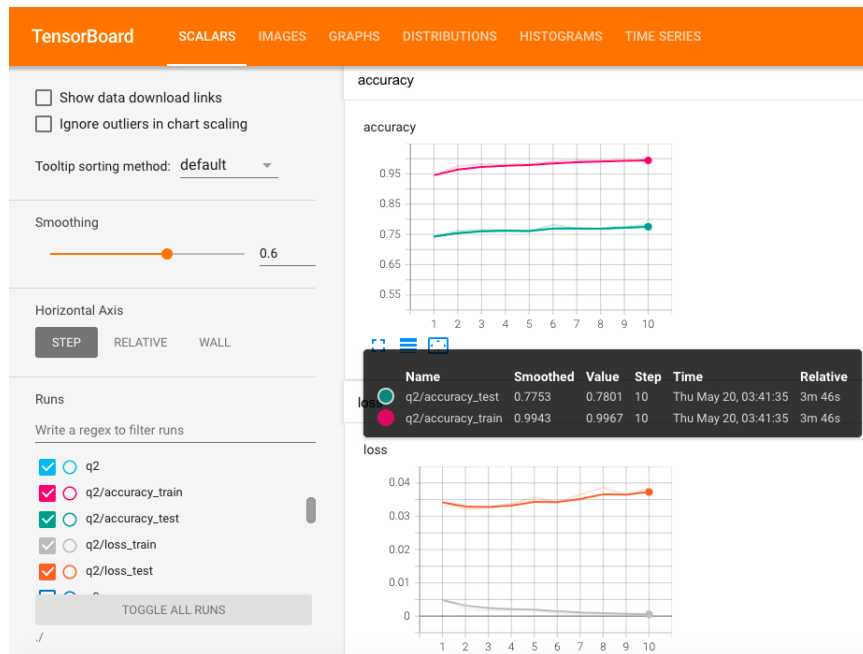 TensorBoard SCALARS IMAGES GRAPHS DISTRIBUTIONS HISTOGRAMS TIME SERIES
Show data download links
Ignore outliers in chart scaling
Tooltip sorting method: default
Smoothing
0.6
Horizontal Axis
STEP RELATIVE WALL
Runs
Write a regex to filter runs
q2
q2/accuracy_train
q2/accuracy_test
q2/loss_train
q2/loss_test
TOGGLE ALL RUNS
./
accuracy
accuracy
0.95
0.85
0.75
0.65
0.55
1 2 3 4 5 6 7 8 9 10
Name Smoothed Value Step Time Relative
q2/accuracy_test 0.7753 0.7801 10 Thu May 20, 03:41:35 3m 46s
q2/accuracy_train 0.9943 0.9967 10 Thu May 20, 03:41:35 3m 46s
loss
loss
0.04
0.03
0.02
0.01
0
1 2 3 4 5 6 7 8 9 10